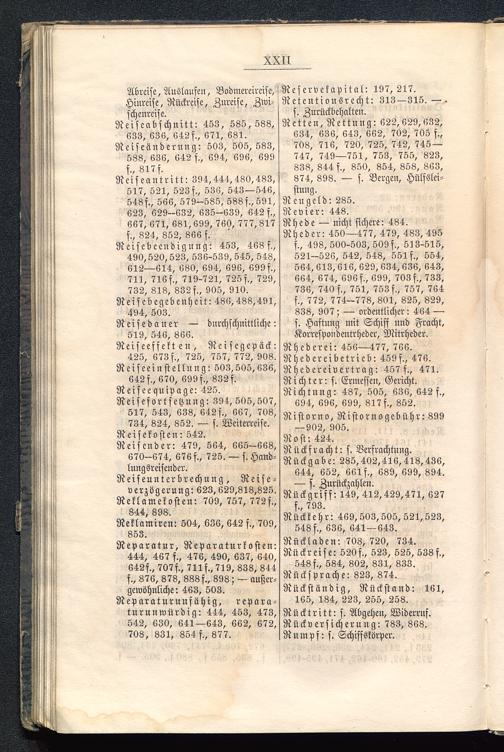 XXII
Abreise, Auslaufen, Bodmereireise,
Hinreise, Rückreise, Zureise, Zwi-
schenreise.
Reiseabschnitt: 453, 585, 588,
633, 636, 642 f., 671, 681.
Reiseänderung: 503, 505, 583,
588, 636, 642 f., 694, 696, 699
f., 817 f.
Reiseantritt: 394, 444, 480, 483,
517, 521, 523 f., 536, 543—546,
548 f., 566, 579–585, 588 f., 591,
623, 629–632, 635–639, 642 f.,
667, 671, 681, 699, 760, 777, 817
f., 824, 852, 866 f.
Reisebeendigung: 453, 468 f.,
490, 520, 523, 536-539, 545, 548,
612—614, 680, 694, 696, 699 f.,
711, 716 f., 719-721, 725 f., 729,
732, 818, 832 f., 905, 910.
Reisebegebenheit: 486, 488, 491,
494, 503.
Reisedauer — durchschnittliche:
519, 546, 866.
Reiseeffekten, Reisegepäck:
425, 673 f., 725, 757, 772, 908.
Reiseeinstellung: 503, 505, 636,
642 f., 670, 699 f., 832 f.
Reiseequipage: 425.
Reisefortsetzung: 394, 505, 507,
517, 543, 638, 642 f., 667, 708,
734, 824, 852. — s. Weiterreise.
Reisekosten: 542.
Reisender: 479, 564, 665—668,
670—674, 676 f., 725. — s. Hand-
lungsreisender.
Reiseunterbrechung, Reise-
verzögerung: 623, 629, 818, 825.
Reklamekosten: 709, 757, 772 f.,
844, 898.
Reklamiren: 504, 636, 642 f., 709,
853.
Reparatur, Reparaturkosten:
444, 467 f., 476, 490, 637, 640,
642 f., 707 f., 711 f., 719, 838, 844
f., 876, 878, 888 f., 898; — außer-
gewöhnliche: 463, 503.
Reparaturunfähig, repara-
turunwürdig: 444, 453, 473,
542, 630, 641—643, 662, 672,
708, 831, 854 f., 877.
Reservekapital: 197, 217.
Retentionsrecht: 313—315. —
s. Zurückbehalten.
Retten, Rettung: 622, 629, 632,
634, 636, 643, 662, 702, 705 f.,
708, 716, 720, 725, 742, 745—
747, 749—751, 753, 755, 823,
838, 844 f., 850, 854, 858, 863,
874, 898. — s. Bergen, Hülfslei-
stung.
Reugeld: 285.
Revier: 448.
Rhede — nicht sichere: 484.
Rheder: 450—477, 479, 483, 495
f., 498, 500-503, 509 f., 513-515,
521—526, 542, 548, 551 f., 554,
564, 613, 616, 629, 634, 636, 643,
664, 674, 696 f., 699, 703 f., 733,
736, 740 f., 751, 753 f., 757, 764
f., 772, 774—778, 801, 825, 829,
838, 907; — ordentlicher: 464 —
s. Haftung mit Schiff und Fracht,
Korrespondentrheder, Mitrheder.
Rhederei: 456—477, 766.
Rhedereibetrieb: 459 f., 476.
Rhedereivertrag: 457 f., 471.
Richter: s. Ermessen, Gericht.
Richtung: 487, 505, 636, 642 f.,
694, 696, 699, 817 f., 852.
Ristorno, Ristornogebühr: 899
—902, 905.
Rost: 424.
Rückfracht: s. Verfrachtung.
Rückgabe: 285, 402, 416, 418, 436,
644, 652, 661 f., 689, 699, 894.
— s. Zurückzahlen.
Rückgriff: 149, 412, 429, 471, 627
f., 793.
Rückkehr: 469, 503, 505, 521, 523,
548 f., 636, 641—643.
Rückladen: 708, 720, 734.
Rückreise: 520 f., 523, 525, 538 f.,
548 f., 584, 802, 831, 833.
Rücksprache: 823, 874.
Rückständig, Rückstand: 161,
165, 184, 223, 255, 258.
Rücktritt: s. Abgehen, Widerruf.
Rückversicherung: 783, 868.
Rumpf: s. Schiffskörper.